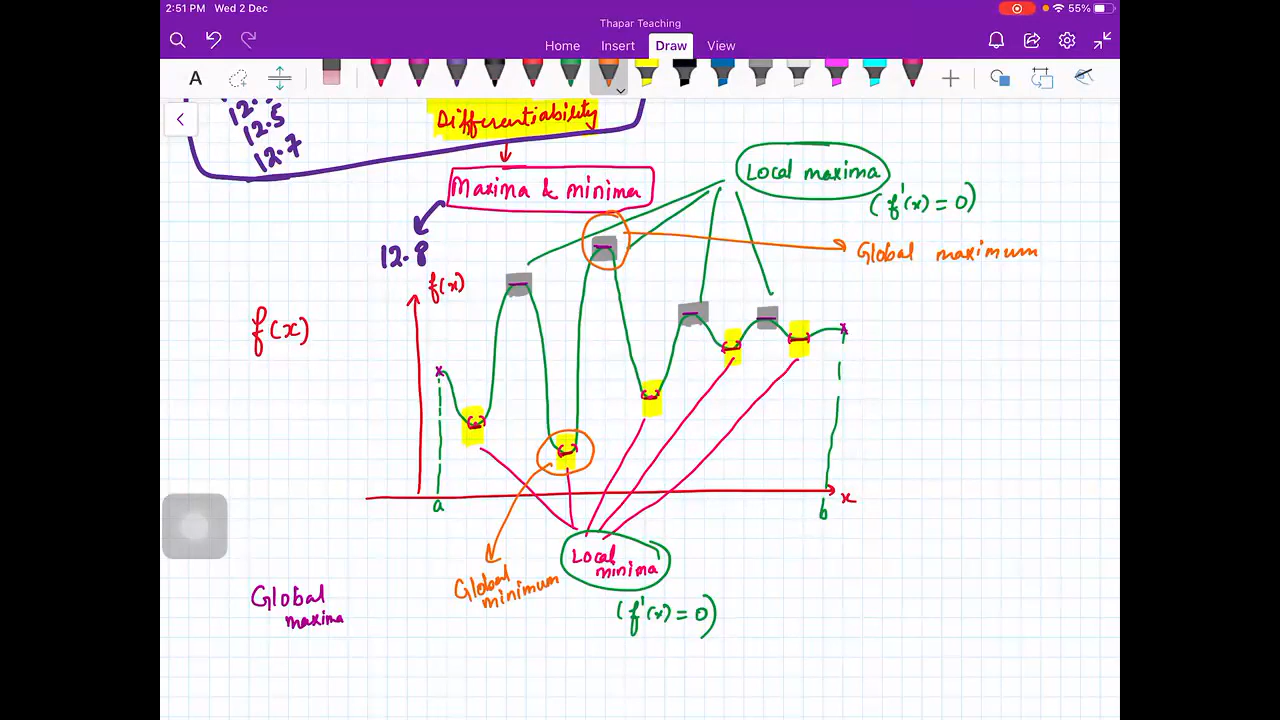 2:51 PM Wed 2 Dec
55%
Thapar Teaching
Home Insert Draw View
A
12.5
12.7
Differentiability
Maxima & minima
12.8
Local maxima
(f'(x) = 0)
Global maximum
f(x)
f(x)
x x
a b x
Local
minima
(f'(x) = 0)
Global
minimum
Global
maxima